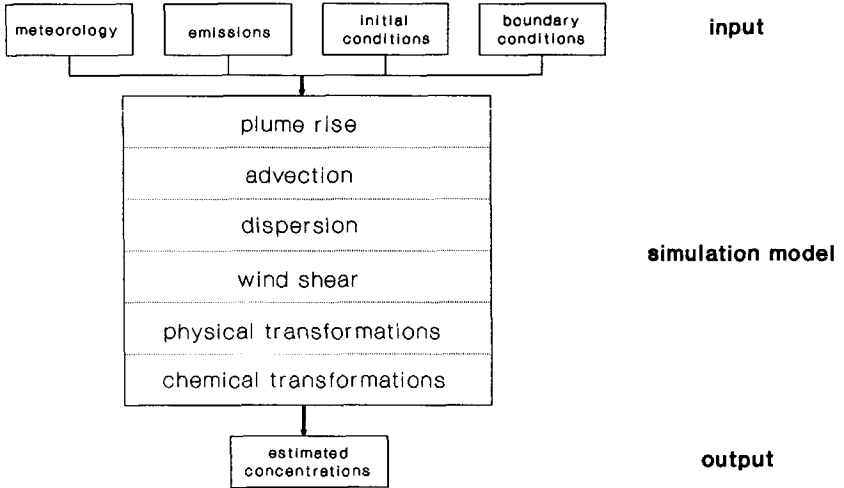 meteorology
emissions
initial
conditions
boundary
conditions
input
plume rise
advection
dispersion
wind shear
physical transformations
chemical transformations
simulation model
estimated
concentrations
output